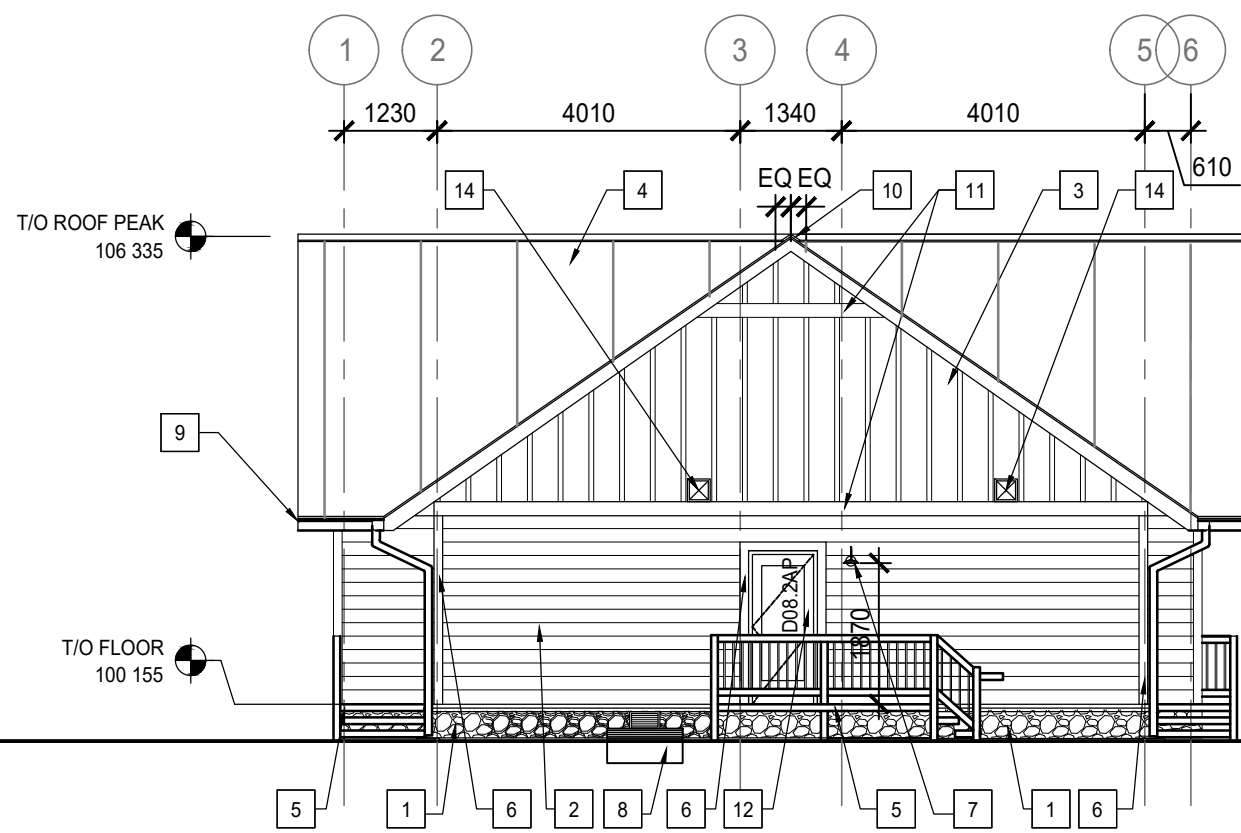 1 2 3 4 5 6
1230 4010 1340 4010
610
EQ EQ
14 4 10 11 3 14
T/O ROOF PEAK
106 335
9
D08.2AP
1870
T/O FLOOR
100 155
5 1 6 2 8 6 12 5 7 1 6